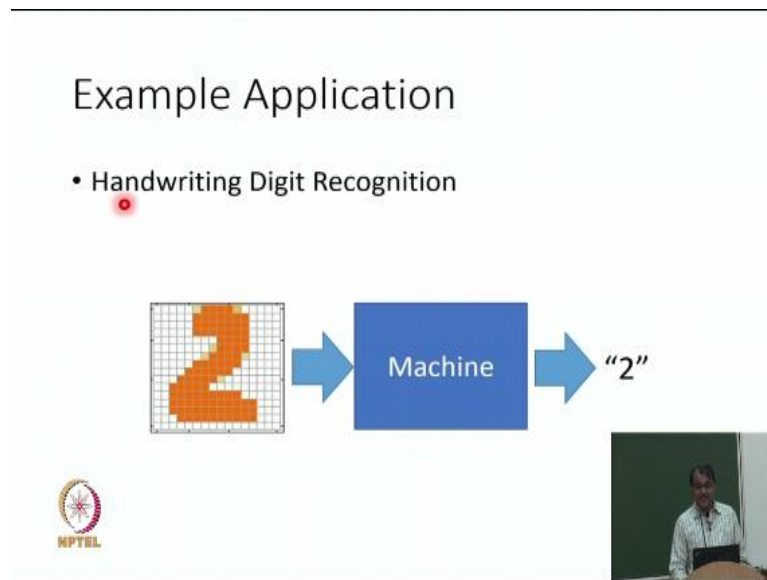 Example Application
• Handwriting Digit Recognition
Machine
“2”
NPTEL